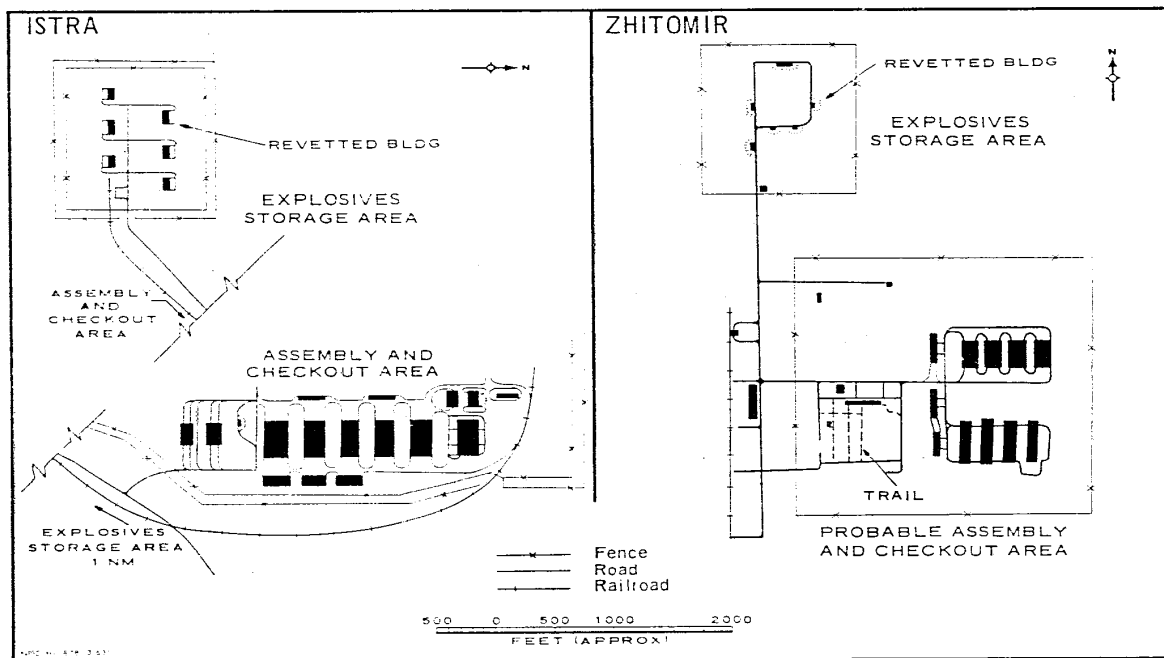 ISTRA
N
REVETTED BLDG
EXPLOSIVES
STORAGE AREA
N
ASSEMBLY
AND
CHECKOUT
AREA
N
ASSEMBLY AND
CHECKOUT AREA
N
EXPLOSIVES
STORAGE AREA
1 NM
ZHITOMIR
N
REVETTED BLDG
EXPLOSIVES
STORAGE AREA
TRAIL
PROBABLE ASSEMBLY
AND CHECKOUT AREA
Fence
Road
Railroad
500 0 500 1000 2000
FEET (APPROX)